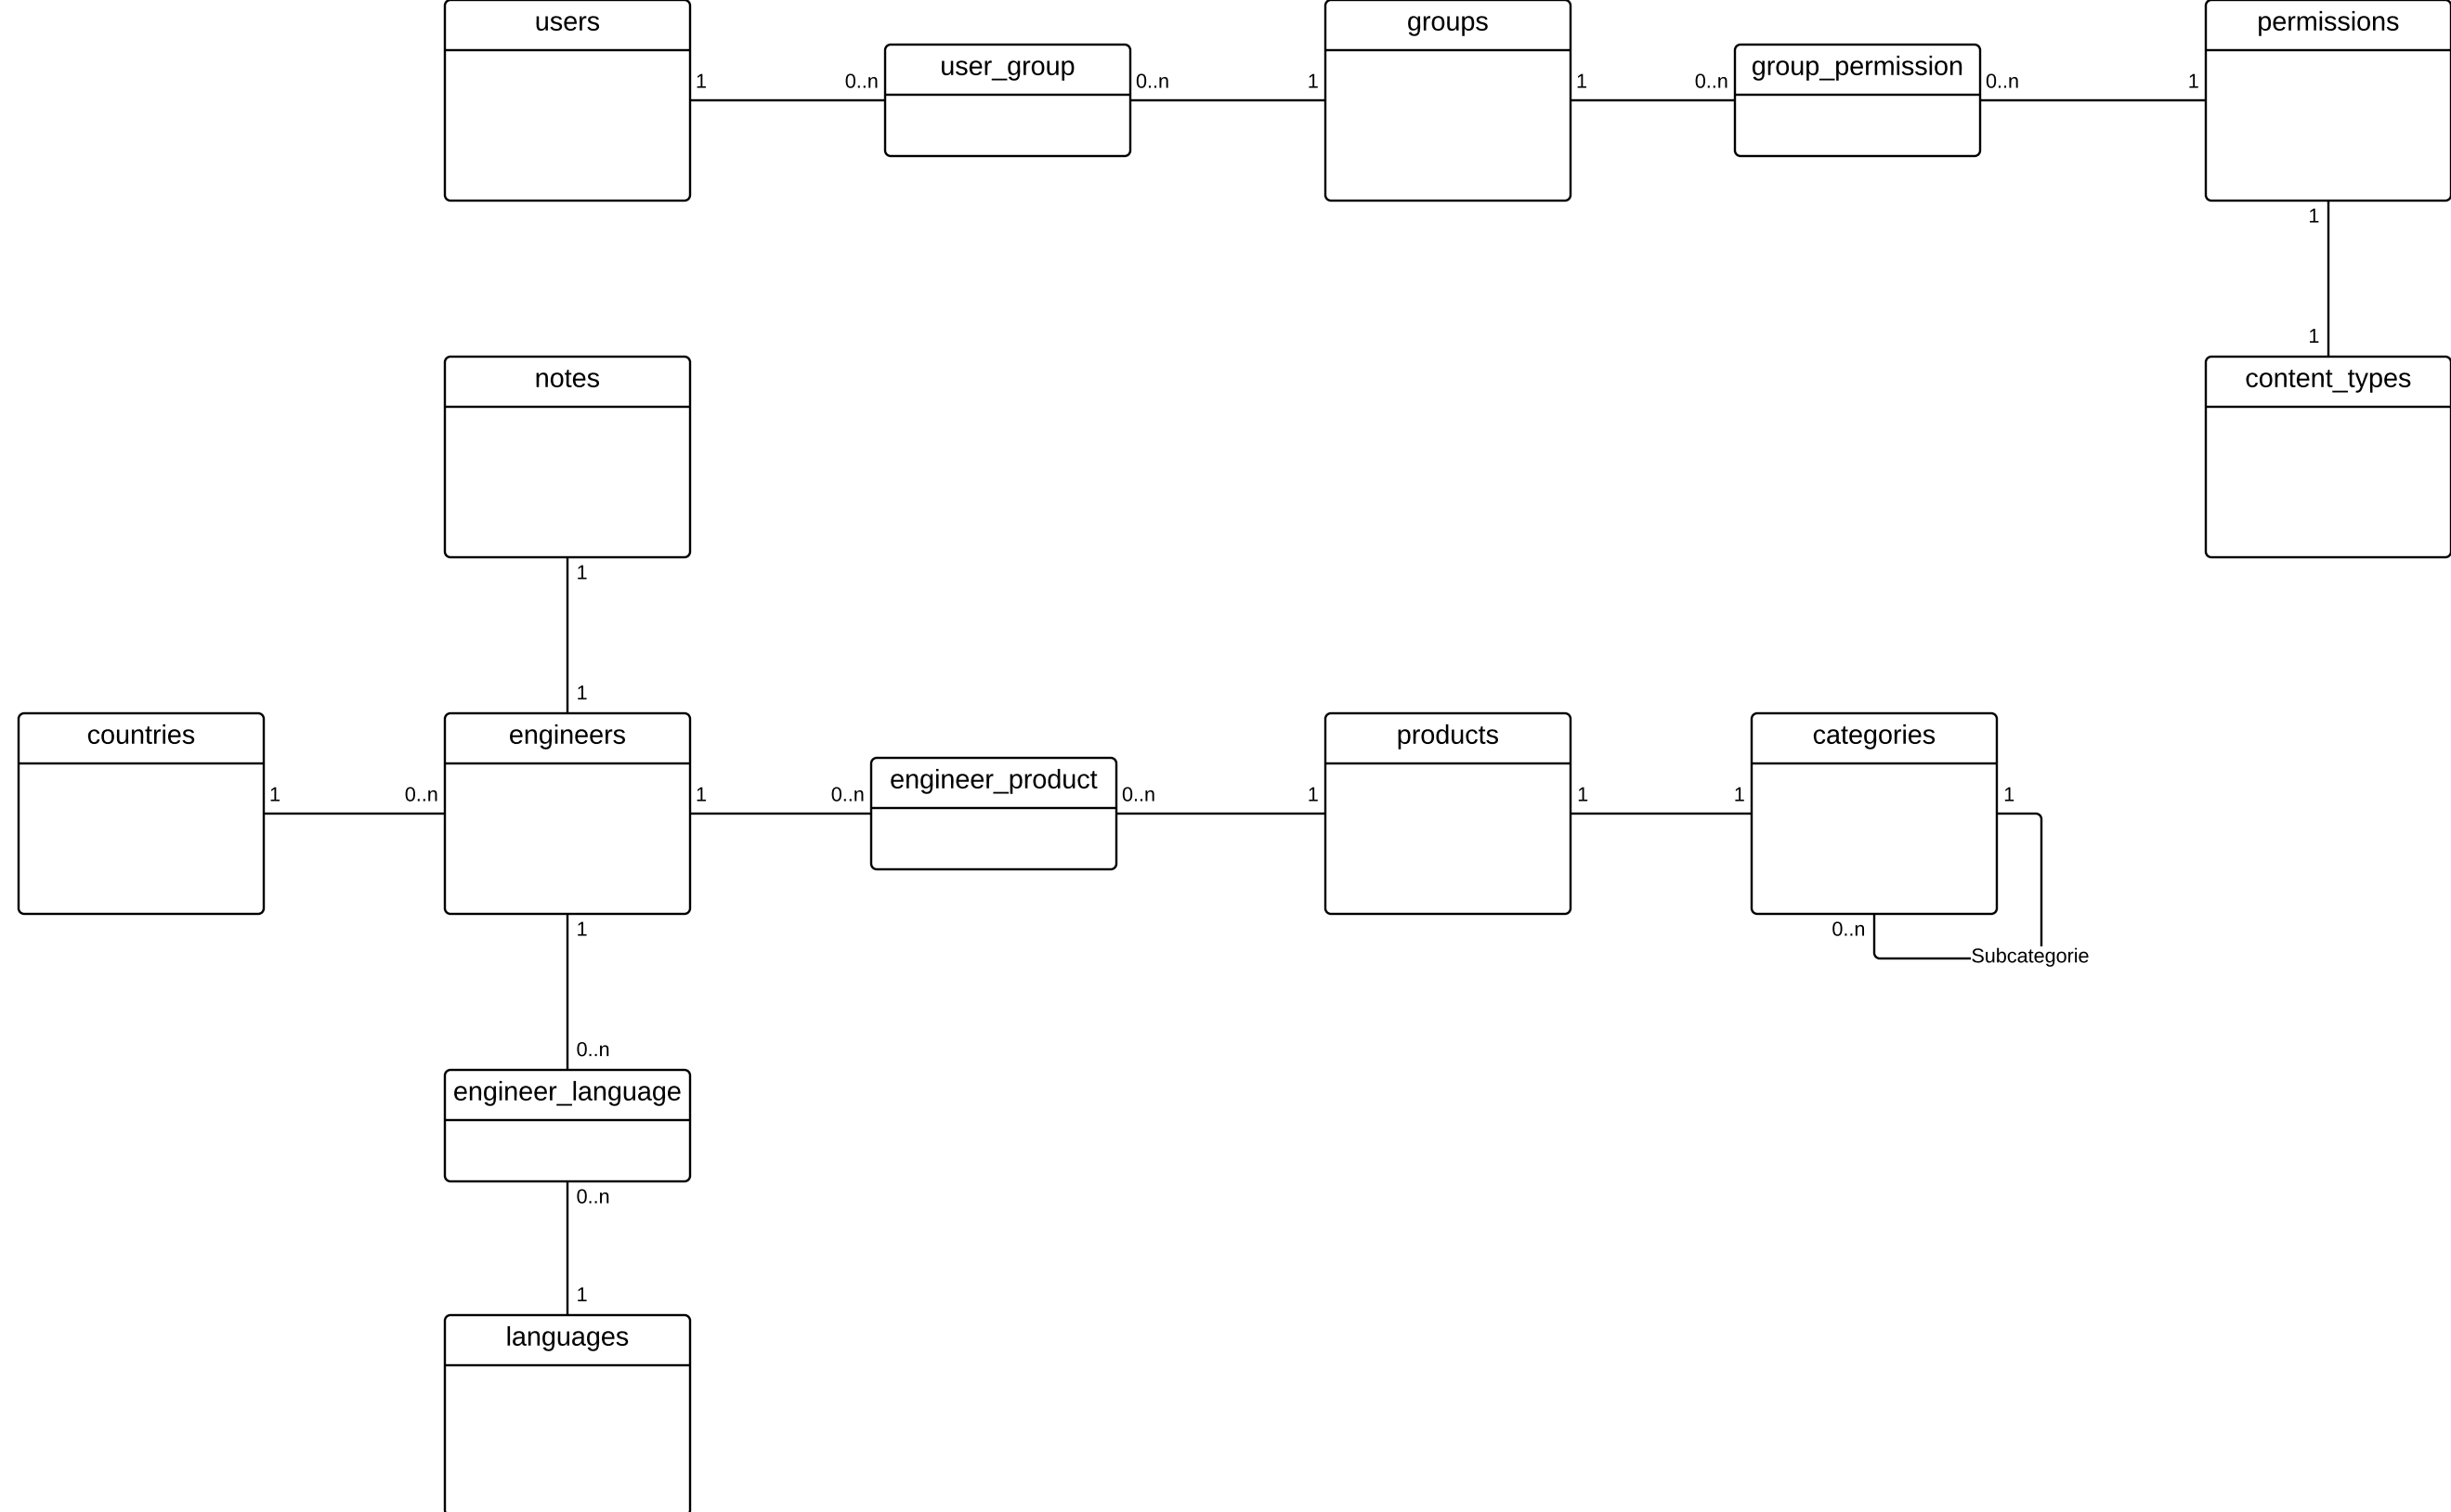 users
groups
permissions
user_group
group_permission
1
0..n
0..n
1
1
0..n
0..n
1
1
1
notes
content_types
1
1
countries
engineers
products
categories
engineer_product
1
0..n
1
0..n
0..n
1
1
1
1
1
0..n
Subcategorie
0..n
engineer_language
0..n
1
languages